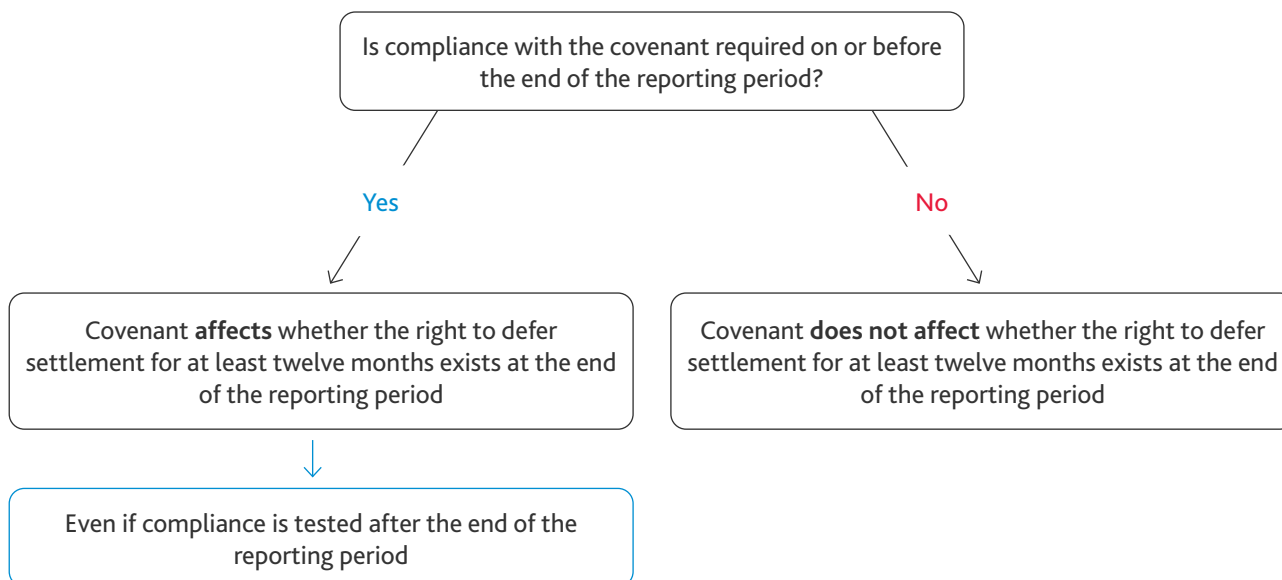 Is compliance with the covenant required on or before
the end of the reporting period?
Yes
No
Covenant affects whether the right to defer
settlement for at least twelve months exists at the end
of the reporting period
Covenant does not affect whether the right to defer
settlement for at least twelve months exists at the end
of the reporting period
Even if compliance is tested after the end of the
reporting period